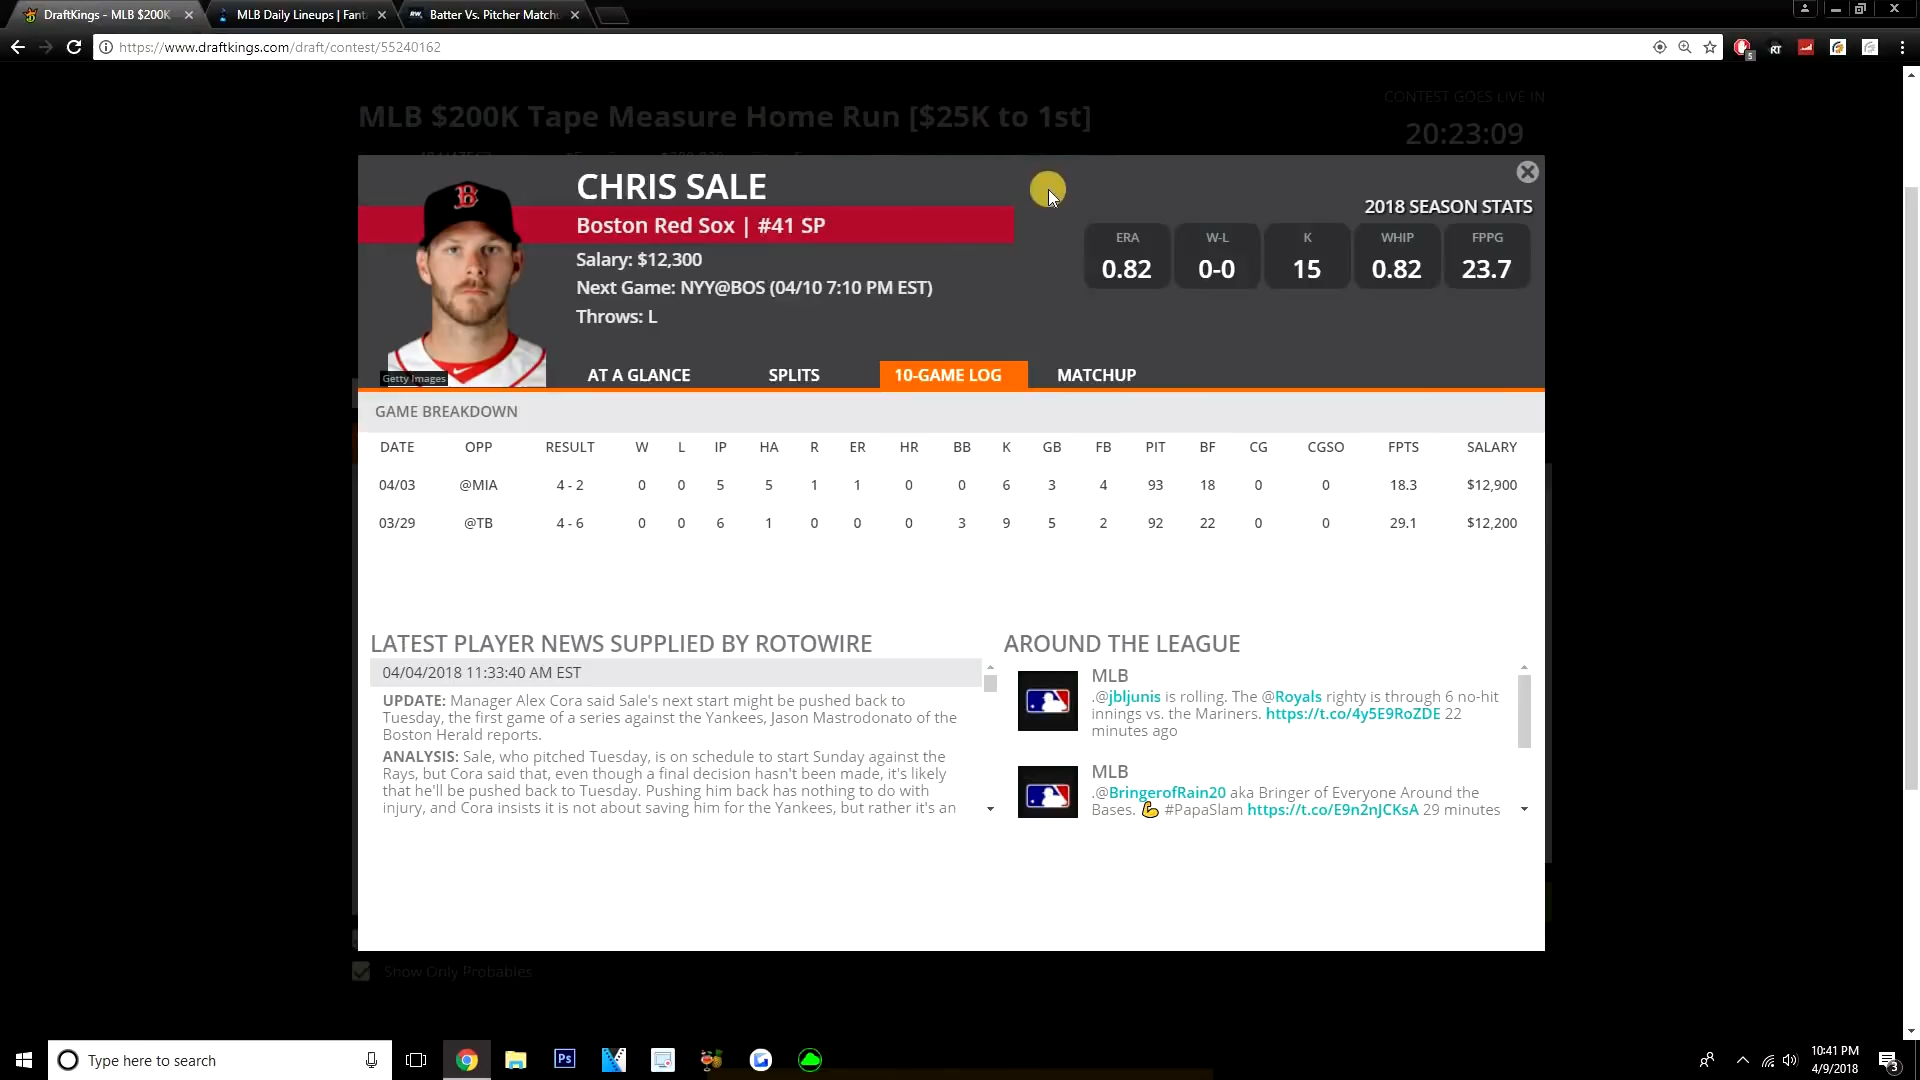 DraftKings - MLB $200K
MLB Daily Lineups | Fant
Batter Vs. Pitcher Matchu
https://www.draftkings.com/draft/contest/55240162
MLB $200K Tape Measure Home Run [$25K to 1st]
CONTEST GOES LIVE IN
20:23:09
CHRIS SALE
Boston Red Sox | #41 SP
Salary: $12,300
Next Game: NYY@BOS (04/10 7:10 PM EST)
Throws: L
Getty Images
2018 SEASON STATS
ERA W-L K WHIP FPPG
0.82 0-0 15 0.82 23.7
AT A GLANCE SPLITS 10-GAME LOG MATCHUP
GAME BREAKDOWN
DATE OPP RESULT W L IP HA R ER HR BB K GB FB PIT BF CG CGSO FPTS SALARY
04/03 @MIA 4 - 2 0 0 5 5 1 1 0 0 6 3 4 93 18 0 0 18.3 $12,900
03/29 @TB 4 - 6 0 0 6 1 0 0 0 3 9 5 2 92 22 0 0 29.1 $12,200
LATEST PLAYER NEWS SUPPLIED BY ROTOWIRE
04/04/2018 11:33:40 AM EST
UPDATE: Manager Alex Cora said Sale's next start might be pushed back to
Tuesday, the first game of a series against the Yankees, Jason Mastrodonato of the
Boston Herald reports.
ANALYSIS: Sale, who pitched Tuesday, is on schedule to start Sunday against the
Rays, but Cora said that, even though a final decision hasn't been made, it's likely
that he'll be pushed back to Tuesday. Pushing him back has nothing to do with
injury, and Cora insists it is not about saving him for the Yankees, but rather it's an
AROUND THE LEAGUE
MLB
.@jbljunis is rolling. The @Royals righty is through 6 no-hit
innings vs. the Mariners. https://t.co/4y5E9RoZDE 22
minutes ago
MLB
.@BringerofRain20 aka Bringer of Everyone Around the
Bases. 💪 #PapaSlam https://t.co/E9n2nJCKsA 29 minutes
Show Only Probables
Type here to search
10:41 PM
4/9/2018